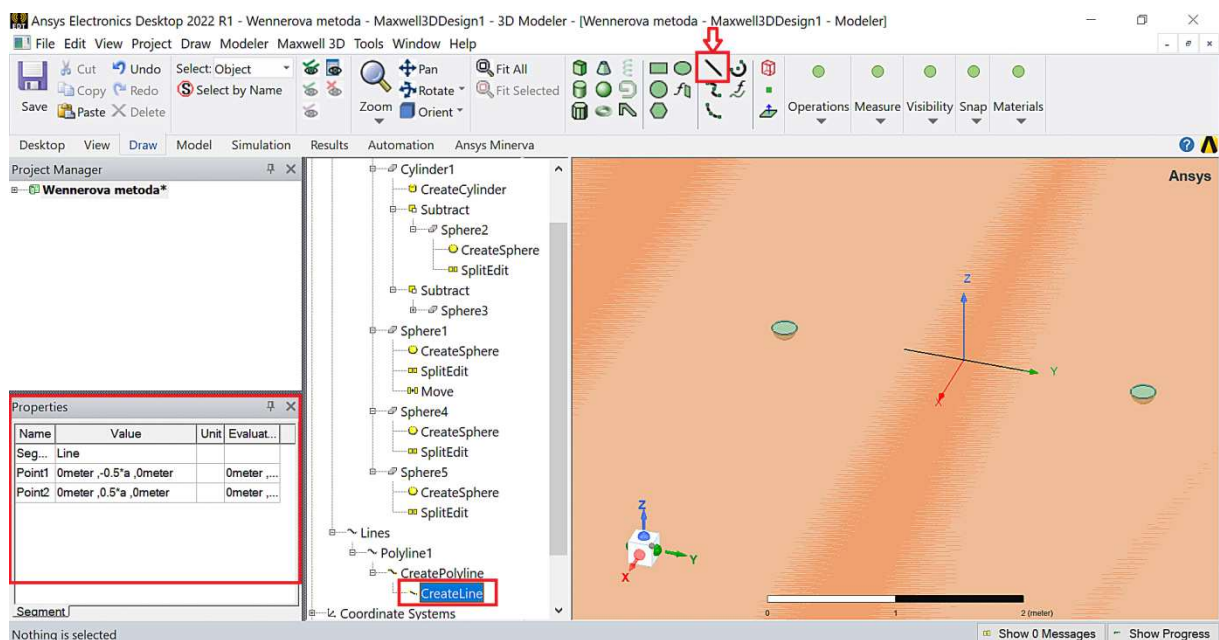 Ansys Electronics Desktop 2022 R1 - Wennerova metoda - Maxwell3DDesign1 - 3D Modeler - [Wennerova metoda - Maxwell3DDesign1 - Modeler]
File Edit View Project Draw Modeler Maxwell 3D Tools Window Help
Save
Cut Undo
Copy Redo
Paste Delete
Select: Object
Select by Name
Zoom
Pan
Rotate
Orient
Fit All
Fit Selected
Operations Measure Visibility Snap Materials
Desktop View Draw Model Simulation Results Automation Ansys Minerva
Project Manager
Wennerova metoda*
Properties
Name Value Unit Evaluat...
Seg... Line
Point1 0meter ,-0.5*a ,0meter 0meter ,...
Point2 0meter ,0.5*a ,0meter 0meter ,...
Segment
Cylinder1
CreateCylinder
Subtract
Sphere2
CreateSphere
SplitEdit
Subtract
Sphere3
Sphere1
CreateSphere
SplitEdit
Move
Sphere4
CreateSphere
SplitEdit
Sphere5
CreateSphere
SplitEdit
Lines
Polyline1
CreatePolyline
CreateLine
Coordinate Systems
Ansys
Z
Y
X
Z
Y
X
0 1 2 (meter)
Nothing is selected
Show 0 Messages Show Progress